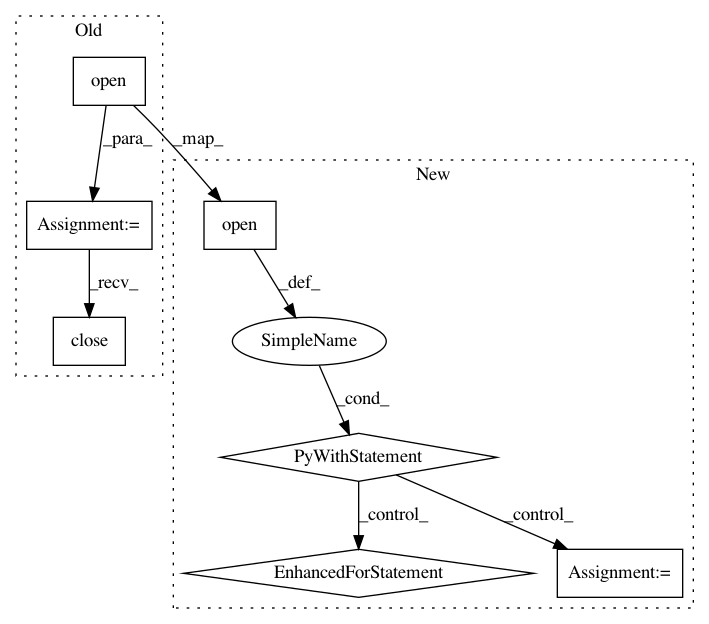 Old
open
_para_
_map_
New
Assignment:=
open
_recv_
_def_
close
SimpleName
_cond_
PyWithStatement
_control_
_control_
EnhancedForStatement
Assignment:=